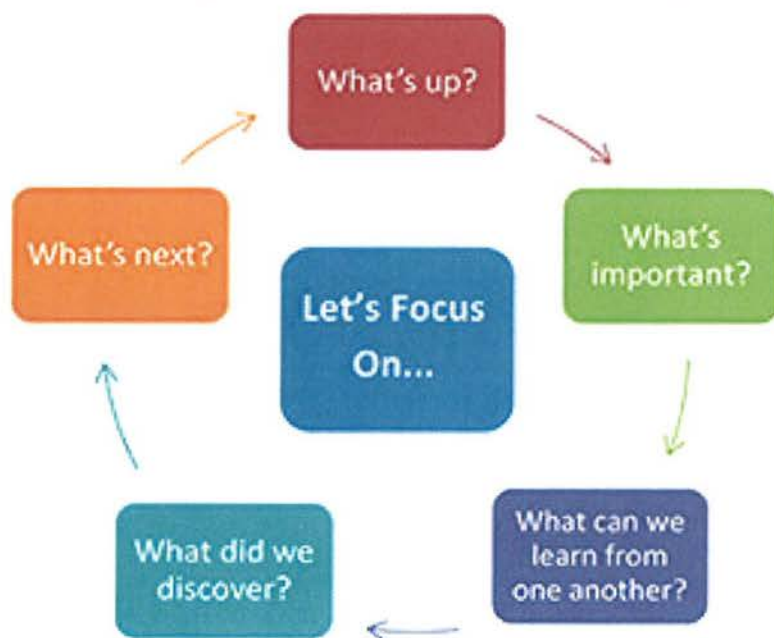 What's up?
What's
important?
What can we
learn from
one another?
What did we
discover?
What's next?
Let's Focus
On...